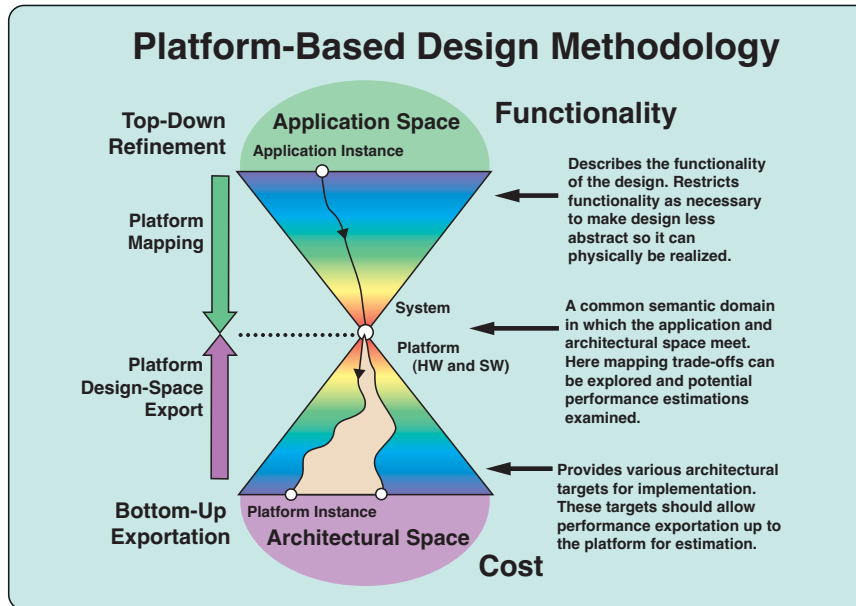 Platform-Based Design Methodology
Functionality
Top-Down
Refinement
Application Space
Application Instance
Platform
Mapping
Describes the functionality
of the design. Restricts
functionality as necessary
to make design less
abstract so it can
physically be realized.
System
Platform
(HW and SW)
A common semantic domain
in which the application and
architectural space meet.
Here mapping trade-offs can
be explored and potential
performance estimations
examined.
Platform
Design-Space
Export
Bottom-Up
Exportation
Platform Instance
Architectural Space
Provides various architectural
targets for implementation.
These targets should allow
performance exportation up to
the platform for estimation.
Cost